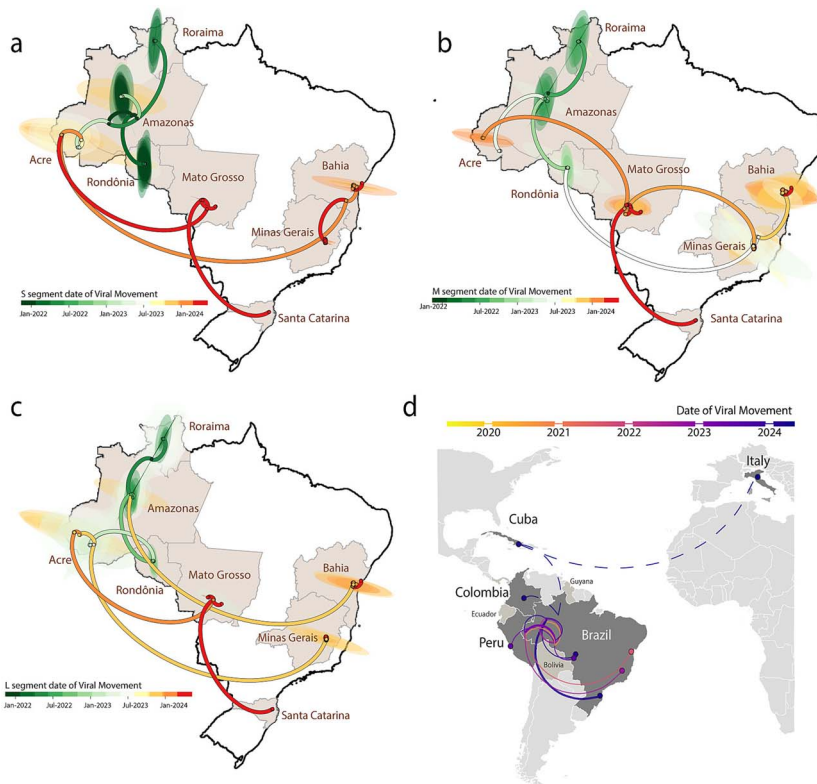 a
Roraima
Amazonas
Acre
Rondônia
Mato Grosso
Bahia
Minas Gerais
S segment date of Viral Movement
Jan-2022 Jul-2022 Jan-2023 Jul-2023 Jan-2024
Santa Catarina
b
Roraima
Amazonas
Acre
Mato Grosso
Bahia
Rondônia
Minas Gerais
M segment date of Viral Movement
Jan-2022 Jul-2022 Jan-2023 Jul-2023 Jan-2024
Santa Catarina
c
Roraima
Amazonas
Acre
Rondônia
Mato Grosso
Bahia
Minas Gerais
L segment date of Viral Movement
Jan-2022 Jul-2022 Jan-2023 Jul-2023 Jan-2024
Santa Catarina
d
Date of Viral Movement
2020 2021 2022 2023 2024
Italy
Cuba
Colombia
Guyana
Ecuador
Peru
Brazil
Bolivia